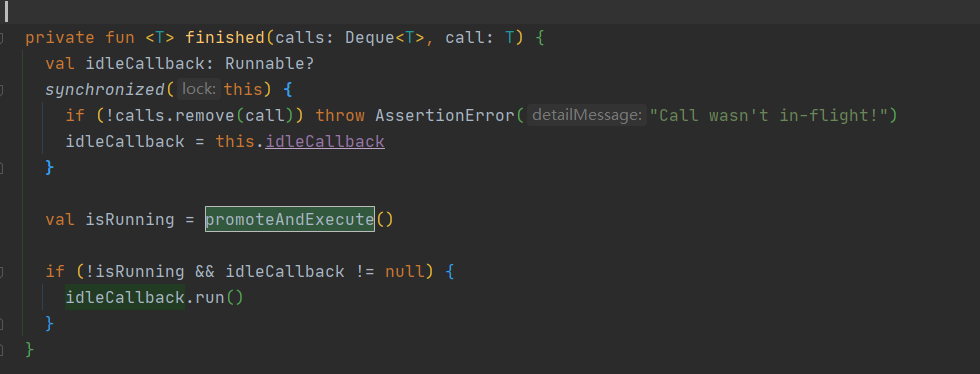 private fun <T> finished(calls: Deque<T>, call: T) {
val idleCallback: Runnable?
synchronized( lock: this) {
if (!calls.remove(call)) throw AssertionError( detailMessage: "Call wasn't in-flight!")
idleCallback = this.idleCallback
}
val isRunning = promoteAndExecute()
if (!isRunning && idleCallback != null) {
idleCallback.run()
}
}